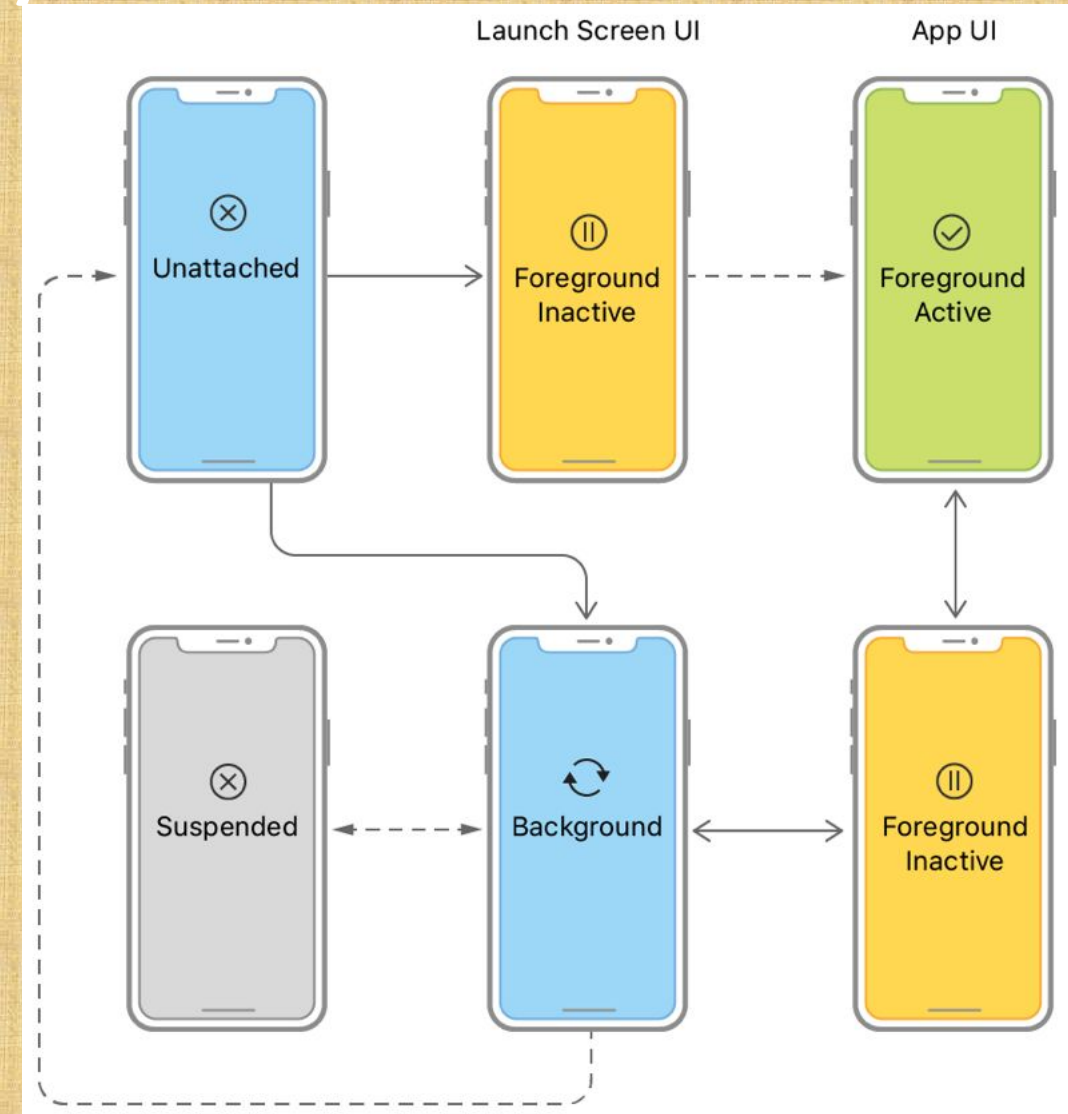 Launch Screen UI
App UI
Unattached
Foreground
Inactive
Foreground
Active
Suspended
Background
Foreground
Inactive